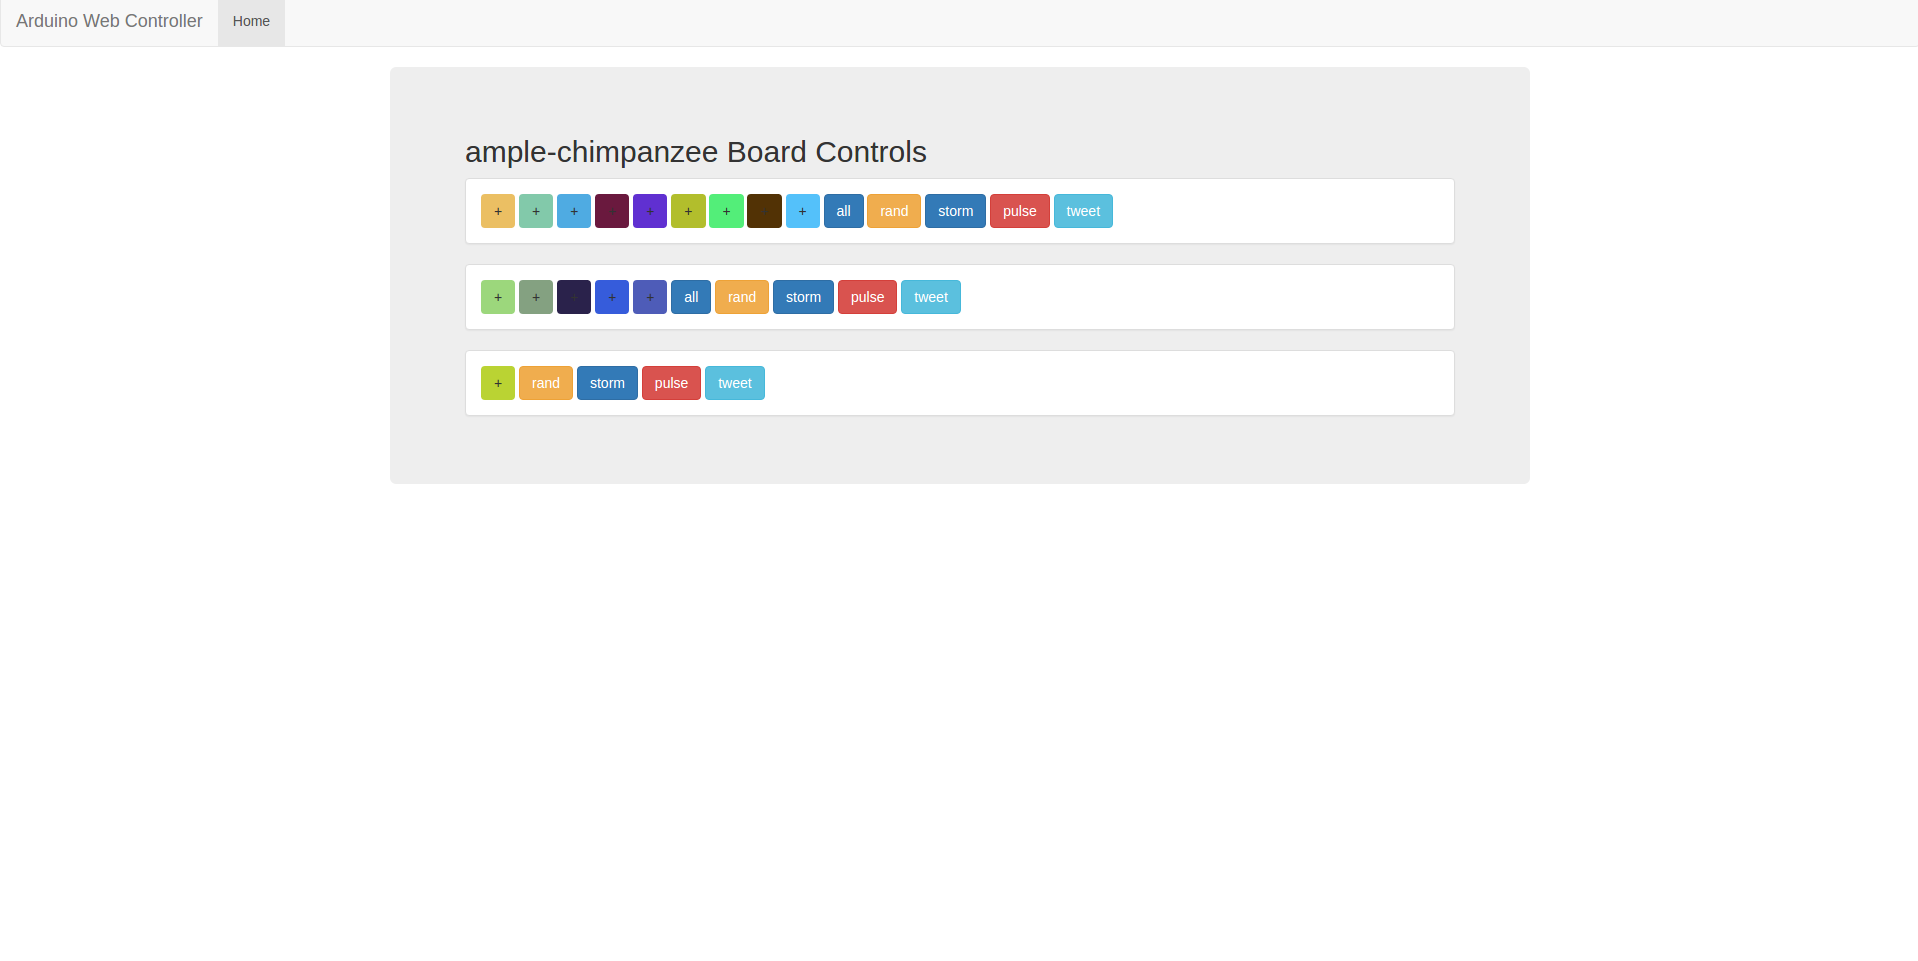 Arduino Web Controller Home
ample-chimpanzee Board Controls
+ + + + + + + + + all rand storm pulse tweet
+ + + + + all rand storm pulse tweet
+ rand storm pulse tweet